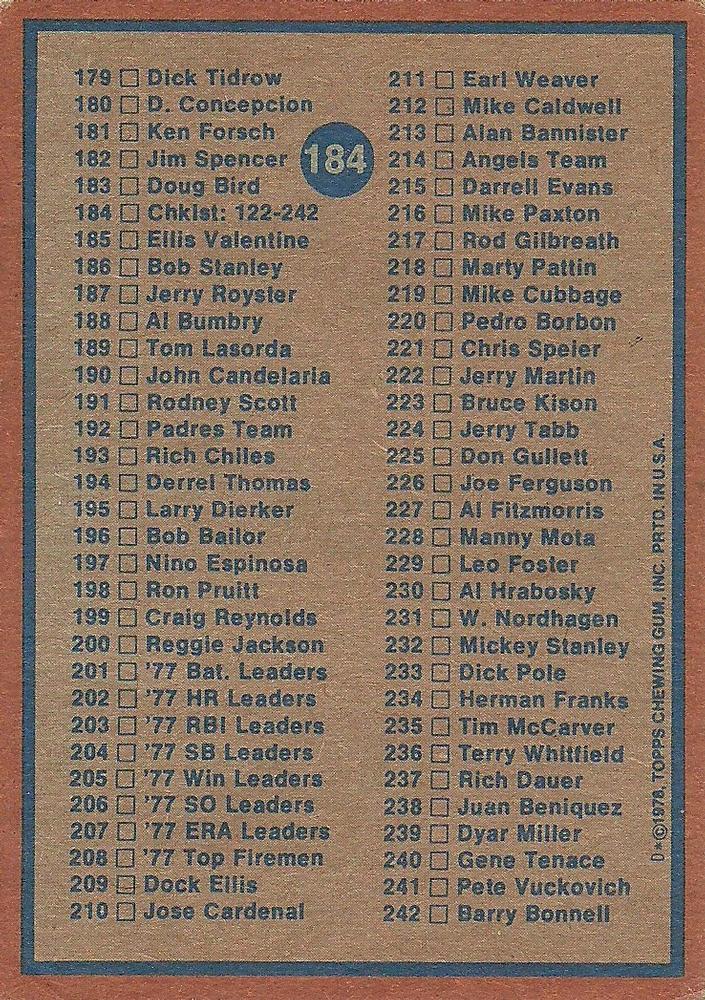 179 □ Dick Tidrow
180 □ D. Concepcion
181 □ Ken Forsch
182 □ Jim Spencer
183 □ Doug Bird
184 □ Chklst: 122-242
185 □ Ellis Valentine
186 □ Bob Stanley
187 □ Jerry Royster
188 □ Al Bumbry
189 □ Tom Lasorda
190 □ John Candelaria
191 □ Rodney Scott
192 □ Padres Team
193 □ Rich Chiles
194 □ Derrel Thomas
195 □ Larry Dierker
196 □ Bob Bailor
197 □ Nino Espinosa
198 □ Ron Pruitt
199 □ Craig Reynolds
200 □ Reggie Jackson
201 □ '77 Bat. Leaders
202 □ '77 HR Leaders
203 □ '77 RBI Leaders
204 □ '77 SB Leaders
205 □ '77 Win Leaders
206 □ '77 SO Leaders
207 □ '77 ERA Leaders
208 □ '77 Top Firemen
209 □ Dock Ellis
210 □ Jose Cardenal
184
211 □ Earl Weaver
212 □ Mike Caldwell
213 □ Alan Bannister
214 □ Angels Team
215 □ Darrell Evans
216 □ Mike Paxton
217 □ Rod Gilbreath
218 □ Marty Pattin
219 □ Mike Cubbage
220 □ Pedro Borbon
221 □ Chris Speier
222 □ Jerry Martin
223 □ Bruce Kison
224 □ Jerry Tabb
225 □ Don Gullett
226 □ Joe Ferguson
227 □ Al Fitzmorris
228 □ Manny Mota
229 □ Leo Foster
230 □ Al Hrabosky
231 □ W. Nordhagen
232 □ Mickey Stanley
233 □ Dick Pole
234 □ Herman Franks
235 □ Tim McCarver
236 □ Terry Whitfield
237 □ Rich Dauer
238 □ Juan Beniquez
239 □ Dyar Miller
240 □ Gene Tenace
241 □ Pete Vuckovich
242 □ Barry Bonnell
D*©1978, TOPPS CHEWING GUM, INC. PRTD. IN U.S.A.